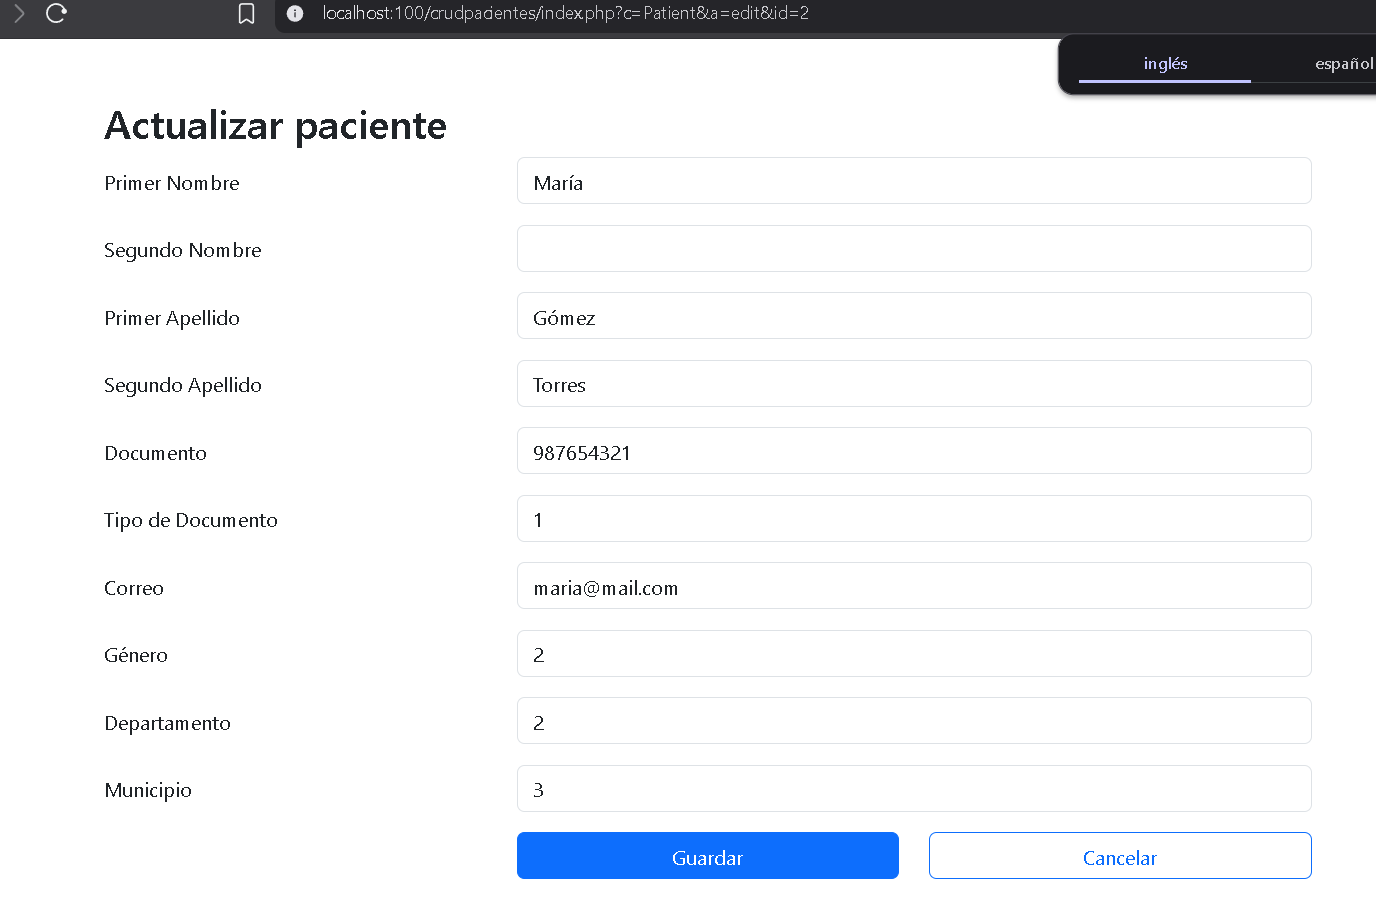 localhost:100/crudpacientes/index.php?c=Patient&a=edit&id=2
inglés español
Actualizar paciente
Primer Nombre María
Segundo Nombre
Primer Apellido Gómez
Segundo Apellido Torres
Documento 987654321
Tipo de Documento 1
Correo maria@mail.com
Género 2
Departamento 2
Municipio 3
Guardar Cancelar